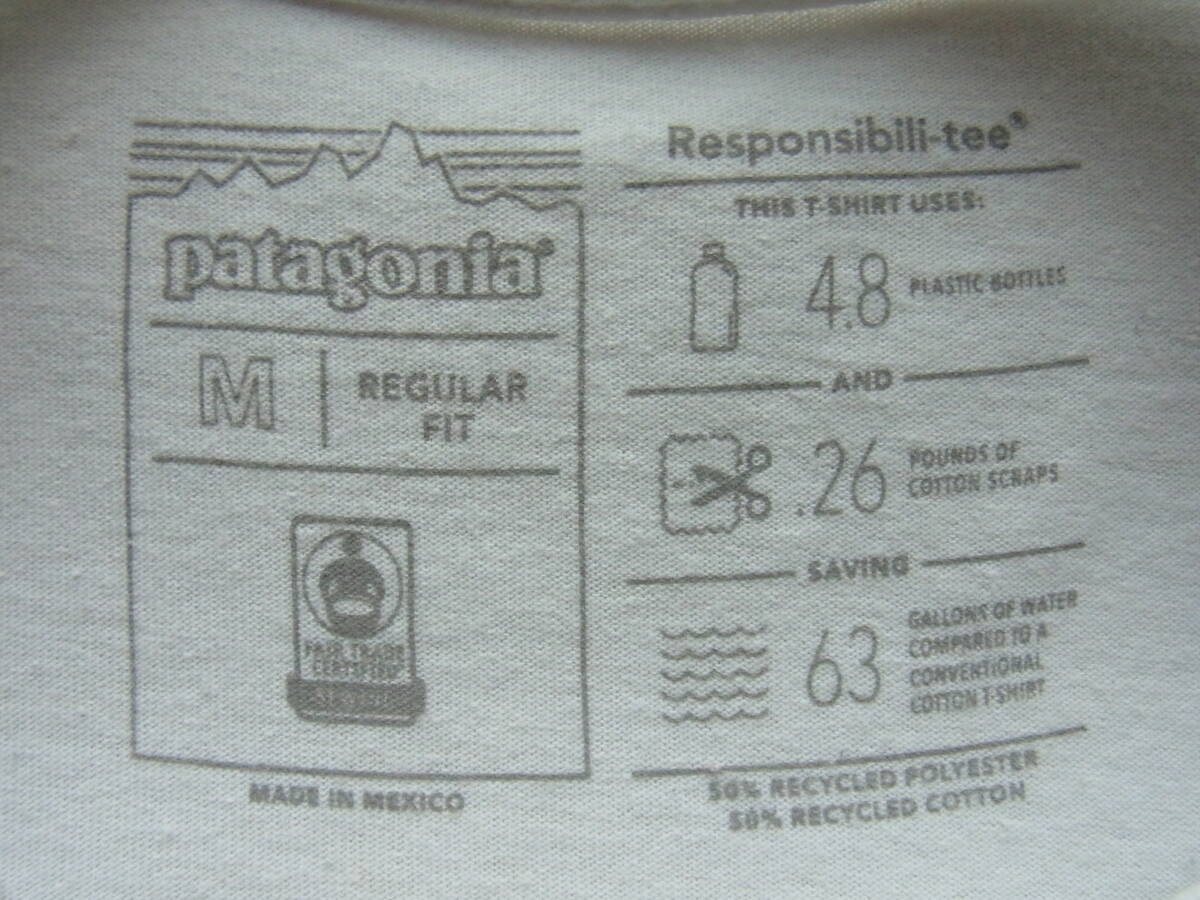 patagonia®
M
REGULAR
FIT
FAIR TRADE
CERTIFIED
MADE IN MEXICO
Responsibili-tee®
THIS T-SHIRT USES:
4.8 PLASTIC BOTTLES
AND
.26 POUNDS OF
COTTON SCRAPS
SAVING
63 GALLONS OF WATER
COMPARED TO A
CONVENTIONAL
COTTON T-SHIRT
50% RECYCLED POLYESTER
50% RECYCLED COTTON